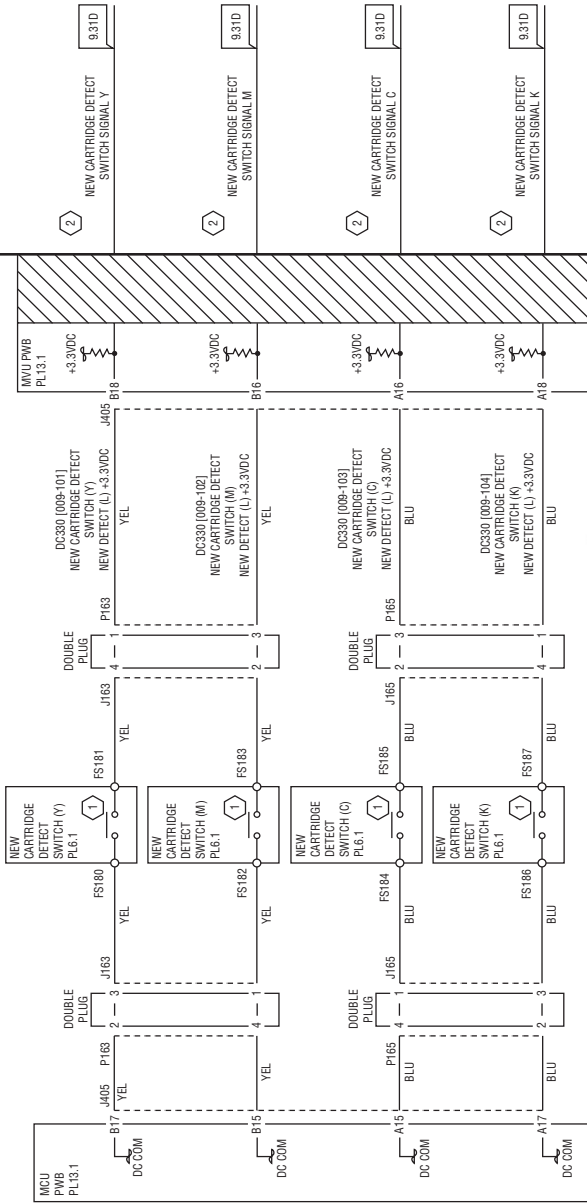 MCU
PWB
PL13.1
B17
DC COM
B15
DC COM
A15
DC COM
A17
DC COM
J405
YEL
YEL
BLU
BLU
P163
P165
DOUBLE
PLUG
2 3
4 1
DOUBLE
PLUG
4 1
2 3
J163
J165
YEL
YEL
BLU
BLU
FS180
NEW
CARTRIDGE
DETECT
SWITCH (Y)
PL6.1
1
FS181
FS182
NEW
CARTRIDGE
DETECT
SWITCH (M)
PL6.1
1
FS183
FS184
NEW
CARTRIDGE
DETECT
SWITCH (C)
PL6.1
1
FS185
FS186
NEW
CARTRIDGE
DETECT
SWITCH (K)
PL6.1
1
FS187
YEL
YEL
BLU
BLU
J163
J165
DOUBLE
PLUG
4 1
2 3
DOUBLE
PLUG
2 3
4 1
P163
P165
DC330 [009-101]
NEW CARTRIDGE DETECT
SWITCH (Y)
NEW DETECT (L) +3.3VDC
YEL
DC330 [009-102]
NEW CARTRIDGE DETECT
SWITCH (M)
NEW DETECT (L) +3.3VDC
YEL
DC330 [009-103]
NEW CARTRIDGE DETECT
SWITCH (C)
NEW DETECT (L) +3.3VDC
BLU
DC330 [009-104]
NEW CARTRIDGE DETECT
SWITCH (K)
NEW DETECT (L) +3.3VDC
BLU
J405
B18
B16
A16
A18
MVU PWB
PL13.1
+3.3VDC
+3.3VDC
+3.3VDC
+3.3VDC
2
NEW CARTRIDGE DETECT
SWITCH SIGNAL Y
9.31D
2
NEW CARTRIDGE DETECT
SWITCH SIGNAL M
9.31D
2
NEW CARTRIDGE DETECT
SWITCH SIGNAL C
9.31D
2
NEW CARTRIDGE DETECT
SWITCH SIGNAL K
9.31D